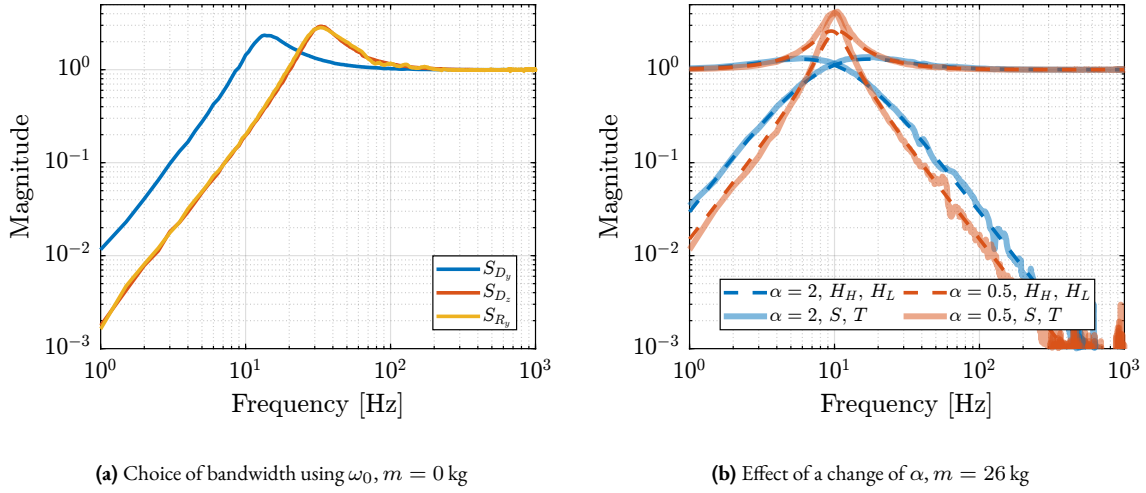 Magnitude
10^0
10^{-1}
10^{-2}
10^{-3}
S_{D_y}
S_{D_z}
S_{R_y}
10^0
10^1
10^2
10^3
Frequency [Hz]
(a) Choice of bandwidth using ω_0, m = 0 kg
Magnitude
10^0
10^{-1}
10^{-2}
10^{-3}
α = 2, H_H, H_L
α = 0.5, H_H, H_L
α = 2, S, T
α = 0.5, S, T
10^0
10^1
10^2
10^3
Frequency [Hz]
(b) Effect of a change of α, m = 26 kg